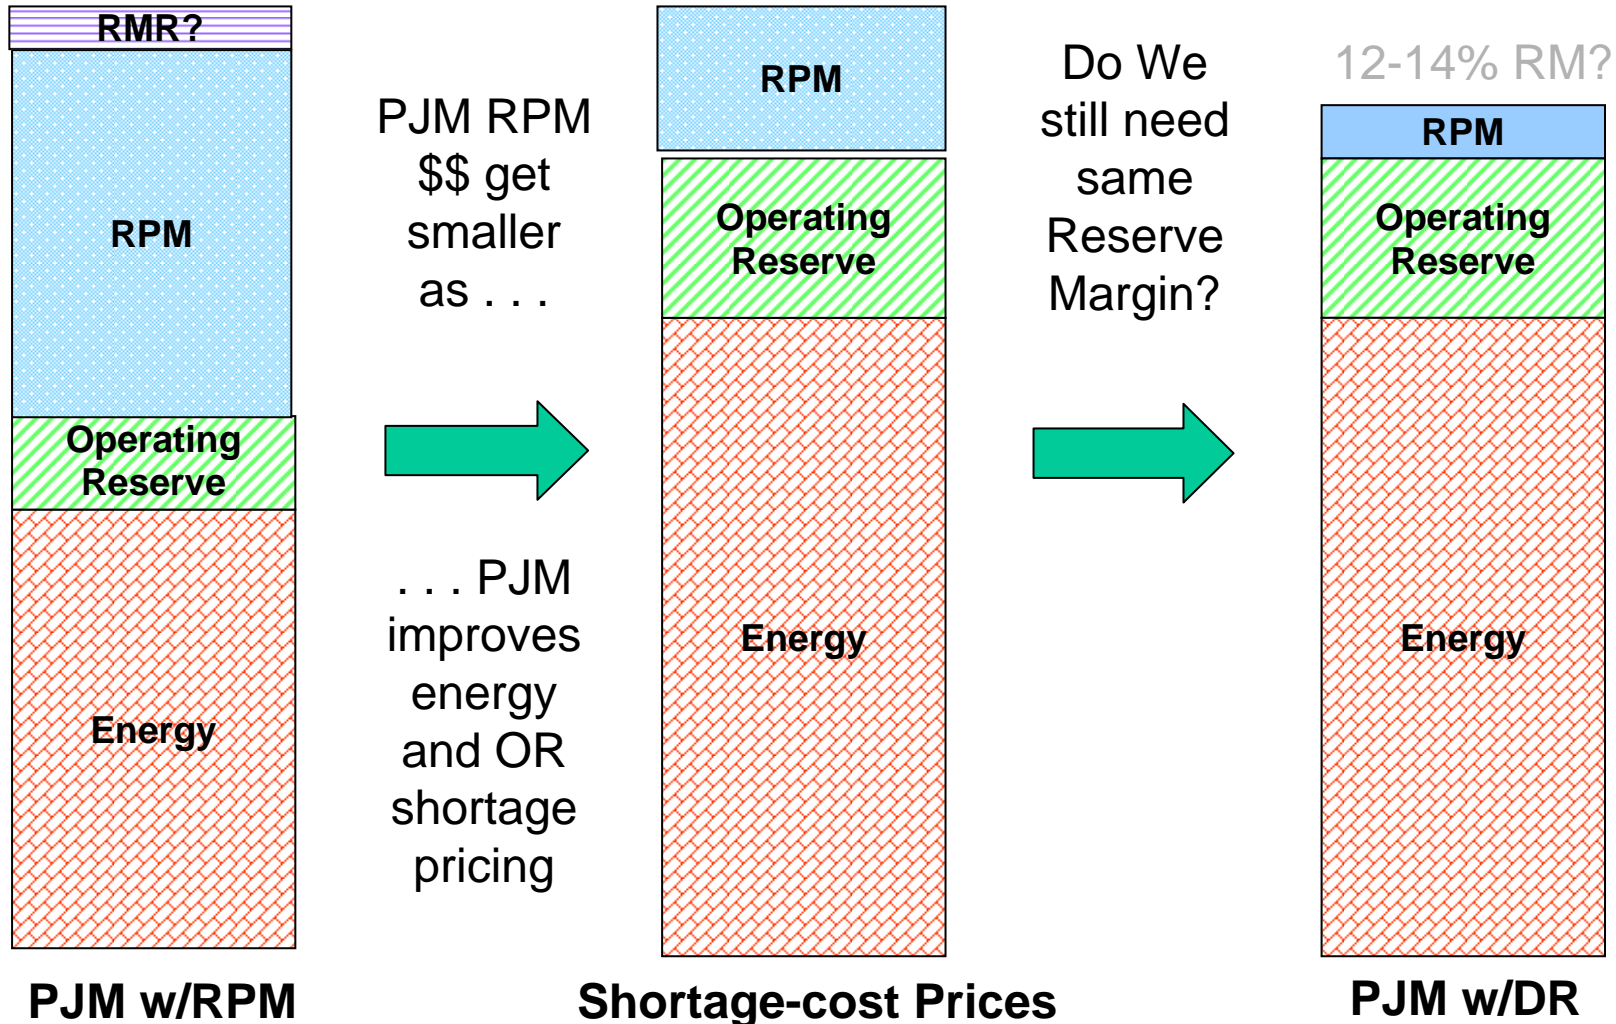 RMR?
RPM
Operating
Reserve
Energy
PJM w/RPM
PJM RPM
$$ get
smaller
as . . .
. . . PJM
improves
energy
and OR
shortage
pricing
RPM
Operating
Reserve
Energy
Shortage-cost Prices
Do We
still need
same
Reserve
Margin?
12-14% RM?
RPM
Operating
Reserve
Energy
PJM w/DR